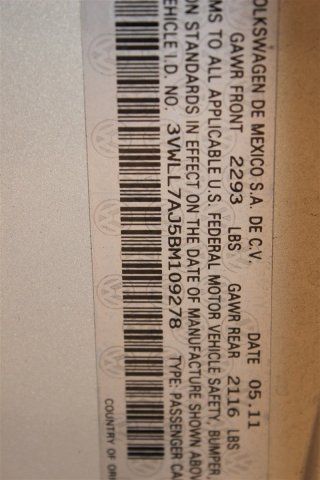 OLKSWAGEN DE MEXICO S.A. DE C.V. DATE 05.11
GAWR FRONT 2293 LBS GAWR REAR 2116 LBS
MS TO ALL APPLICABLE U.S. FEDERAL MOTOR VEHICLE SAFETY, BUMPER,
ON STANDARDS IN EFFECT ON THE DATE OF MANUFACTURE SHOWN ABOV
VEHICLE I.D. NO. 3VWLL7AJ5BM109278 TYPE: PASSENGER CA
COUNTRY OF ORI